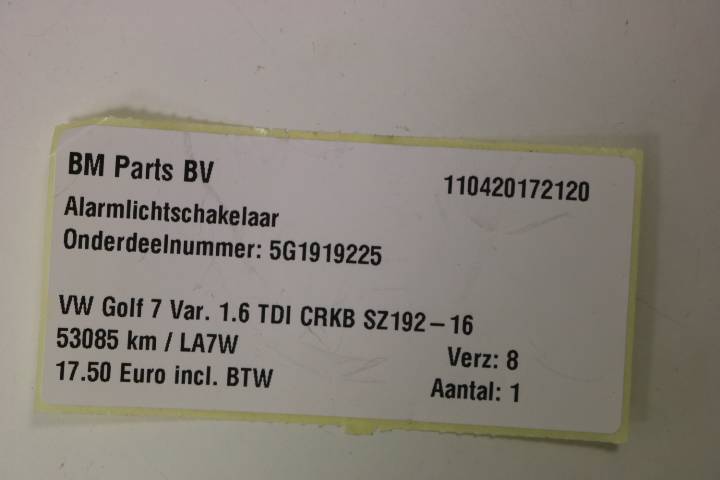 BM Parts BV
110420172120
Alarmlichtschakelaar
Onderdeelnummer: 5G1919225
VW Golf 7 Var. 1.6 TDI CRKB SZ192-16
53085 km / LA7W
Verz: 8
17.50 Euro incl. BTW
Aantal: 1